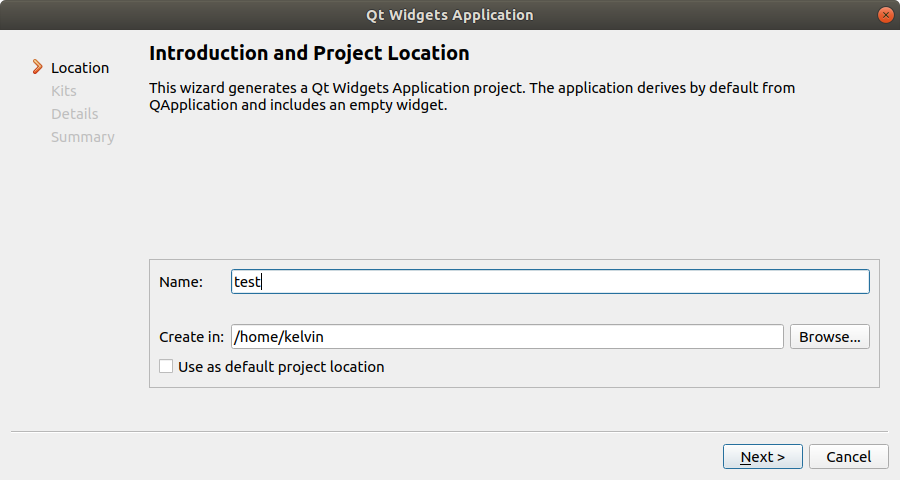 Qt Widgets Application
Location
Kits
Details
Summary
Introduction and Project Location
This wizard generates a Qt Widgets Application project. The application derives by default from
QApplication and includes an empty widget.
Name: test
Create in: /home/kelvin Browse...
Use as default project location
Next > Cancel